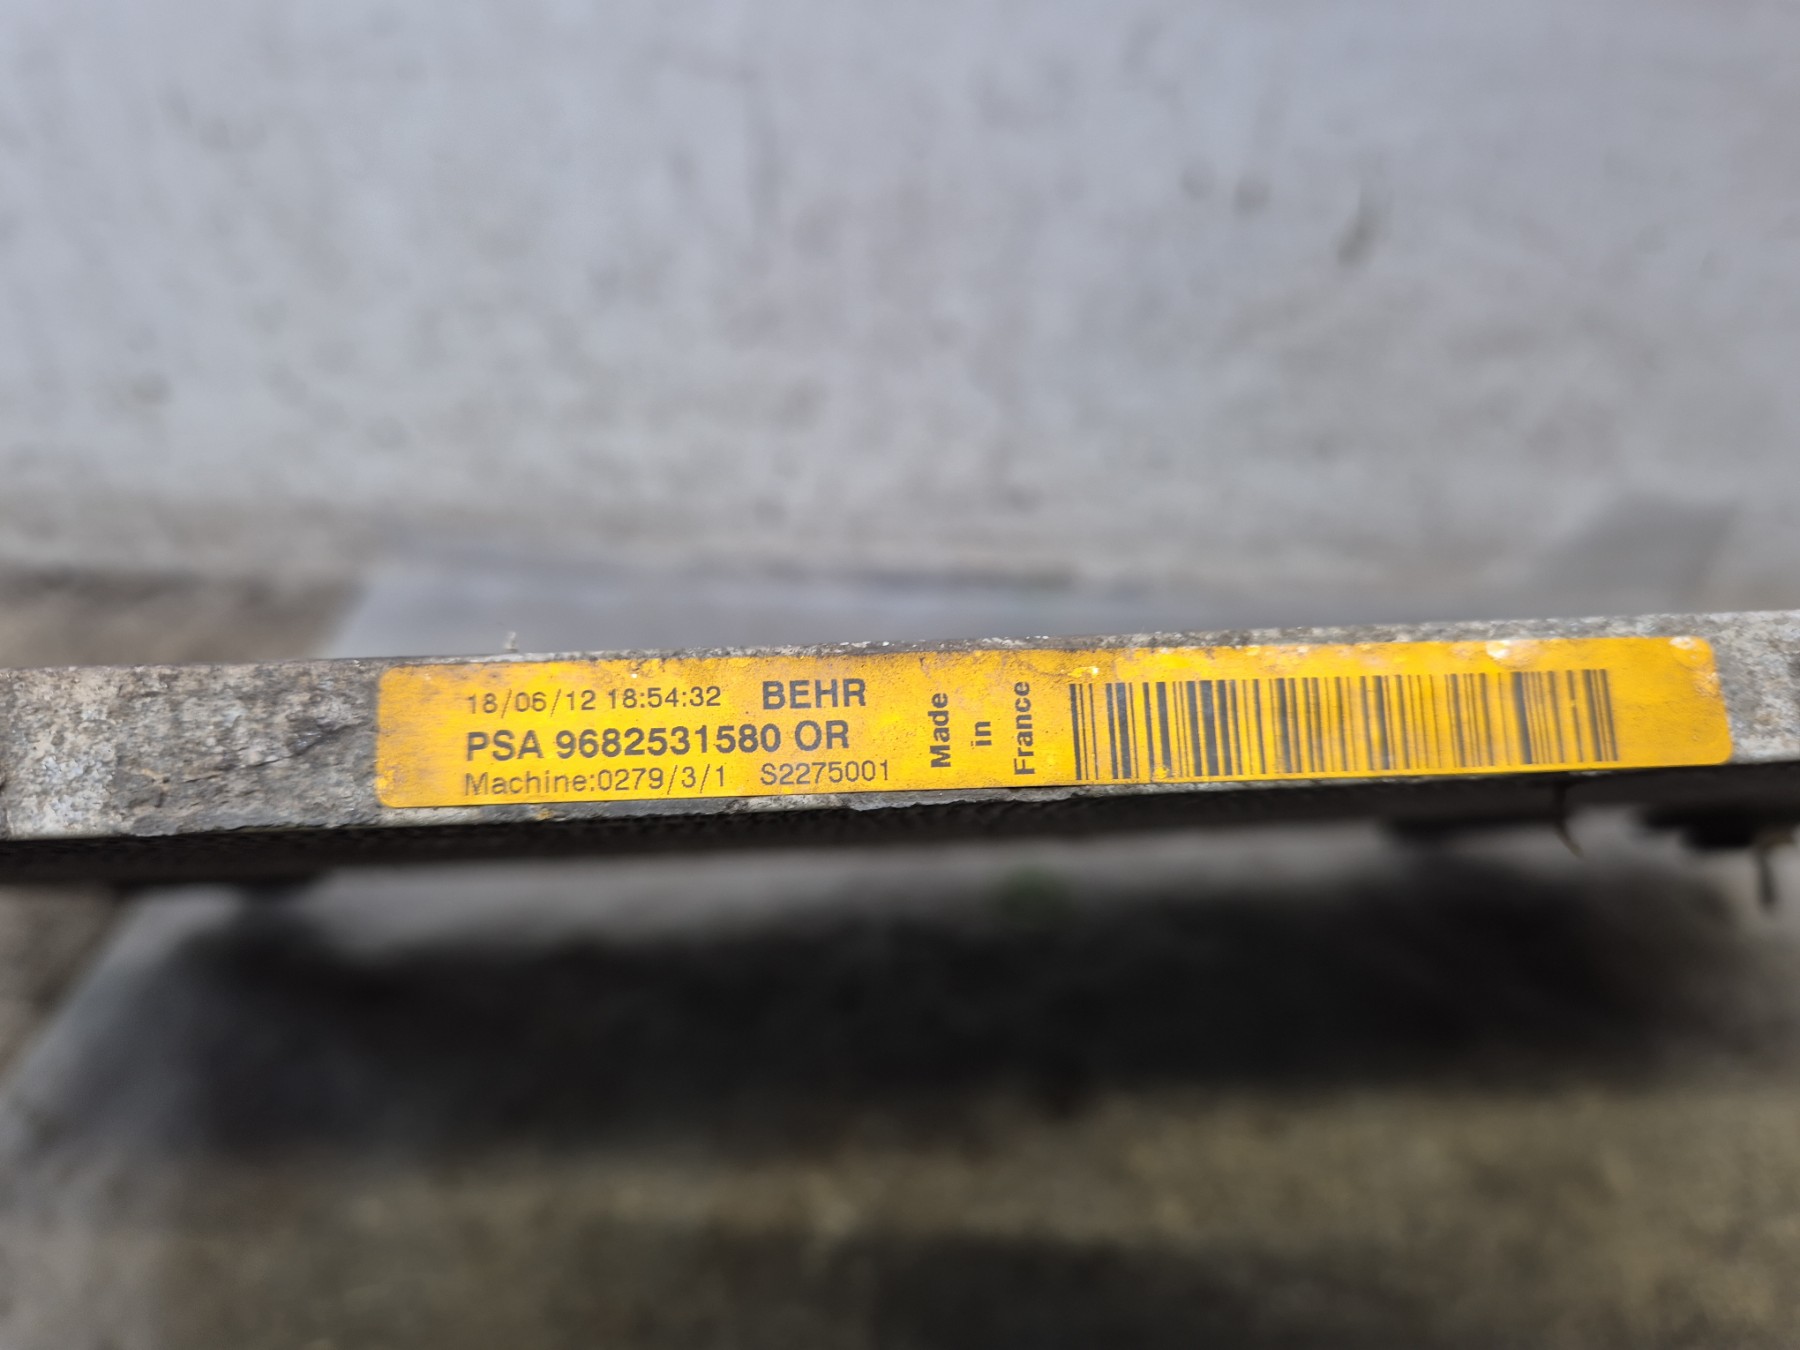 18/06/12 18:54:32 BEHR
PSA 9682531580 OR
Machine:0279/3/1 S2275001
Made
in
France